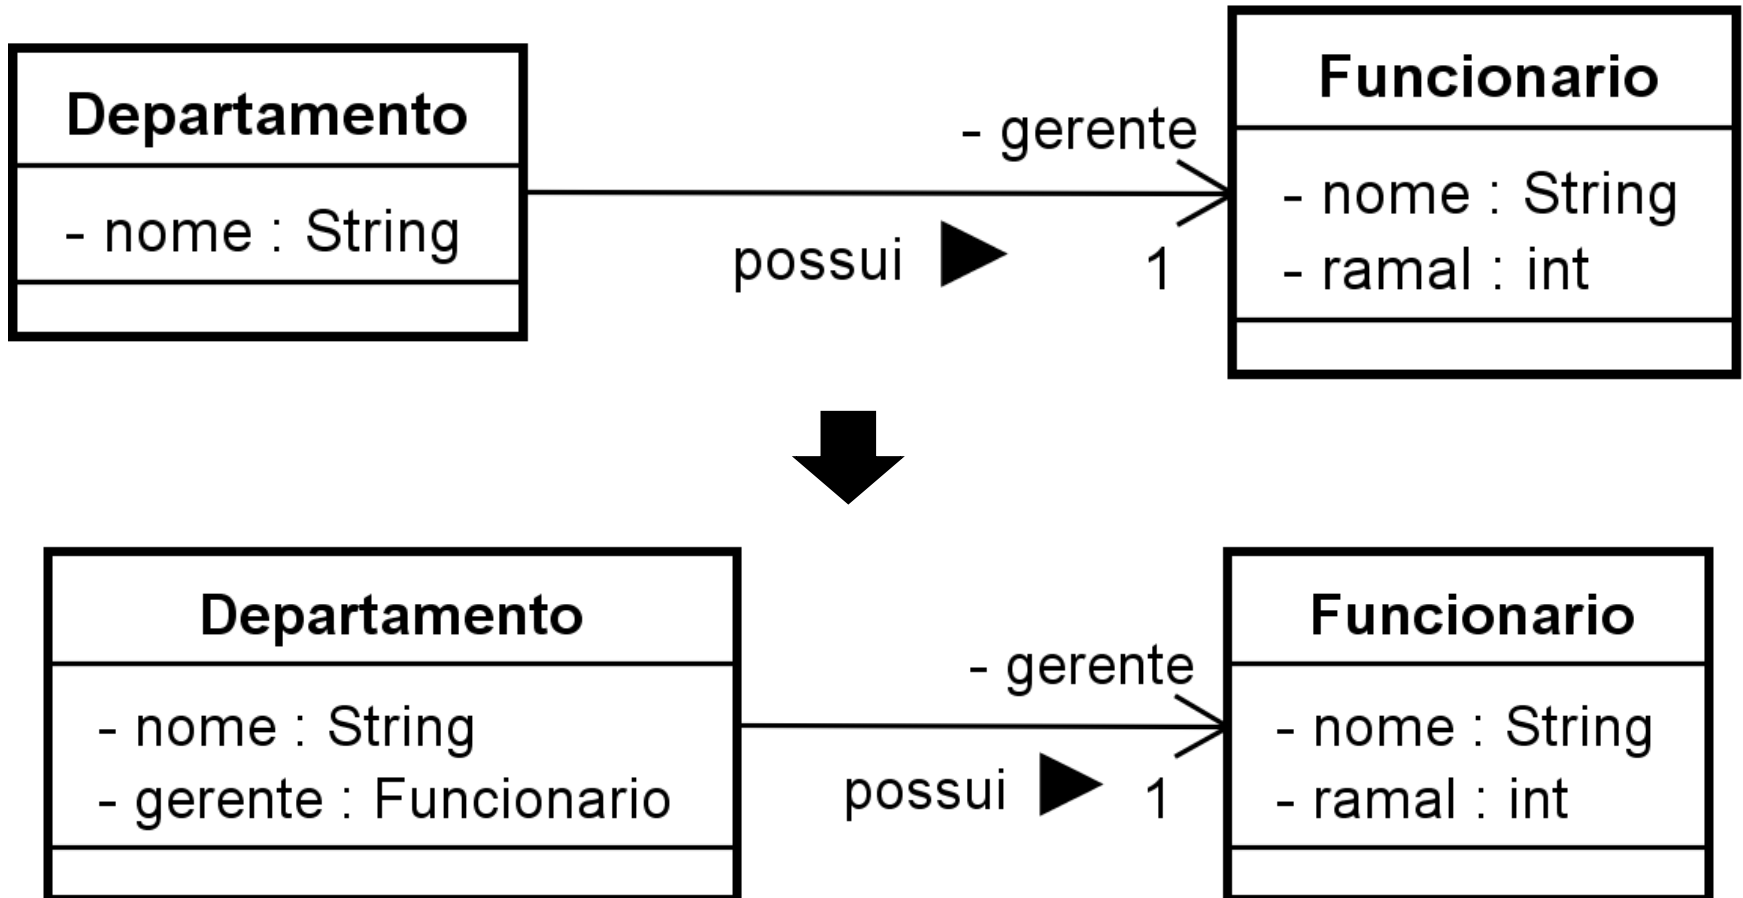 Departamento
- nome : String
- gerente
possui
1
Funcionario
- nome : String
- ramal : int
Departamento
- nome : String
- gerente : Funcionario
- gerente
possui
1
Funcionario
- nome : String
- ramal : int